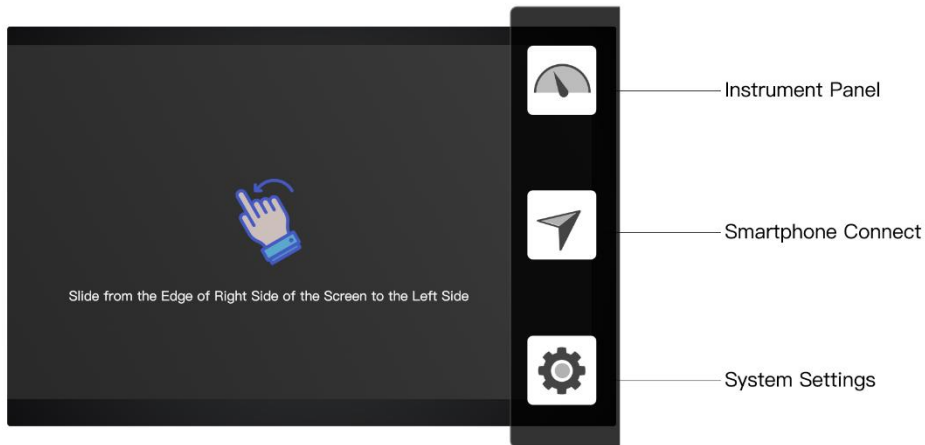 Instrument Panel
Smartphone Connect
Slide from the Edge of Right Side of the Screen to the Left Side
System Settings